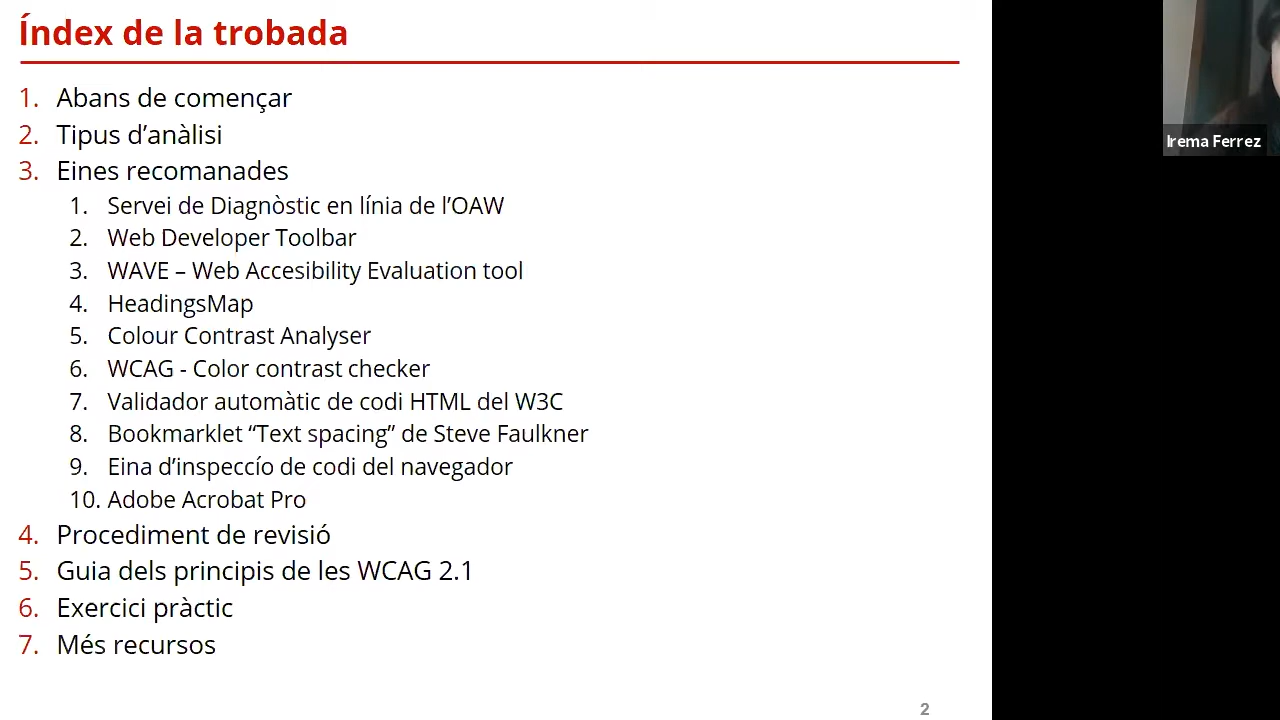 Índex de la trobada
1. Abans de començar
2. Tipus d’anàlisi
3. Eines recomanades
1. Servei de Diagnòstic en línia de l’OAW
2. Web Developer Toolbar
3. WAVE – Web Accesibility Evaluation tool
4. HeadingsMap
5. Colour Contrast Analyser
6. WCAG - Color contrast checker
7. Validador automàtic de codi HTML del W3C
8. Bookmarklet “Text spacing” de Steve Faulkner
9. Eina d’inspeccío de codi del navegador
10. Adobe Acrobat Pro
4. Procediment de revisió
5. Guia dels principis de les WCAG 2.1
6. Exercici pràctic
7. Més recursos
2
Irema Ferrez